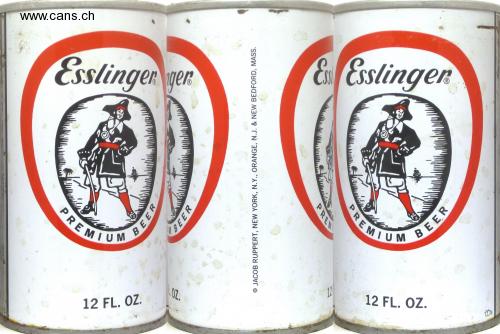 www.cans.ch
Esslinger®
PREMIUM BEER
12 FL. OZ.
OZ.
® JACOB RUPPERT, NEW YORK, N.Y., ORANGE, N.J. & NEW BEDFORD, MASS.
Esslinger®
PREMIUM BEER
12 FL. OZ.